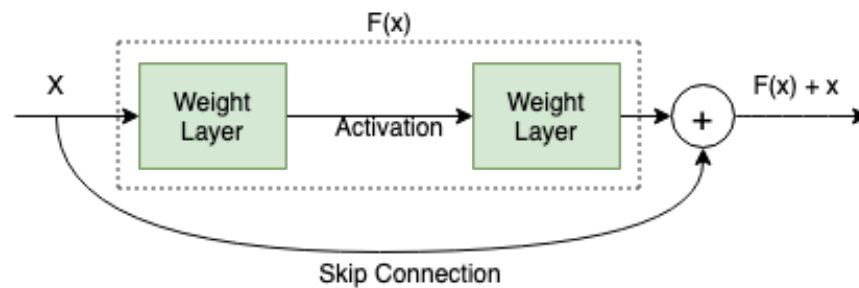 F(x)
X
Weight
Layer
Activation
Weight
Layer
+
F(x) + x
Skip Connection